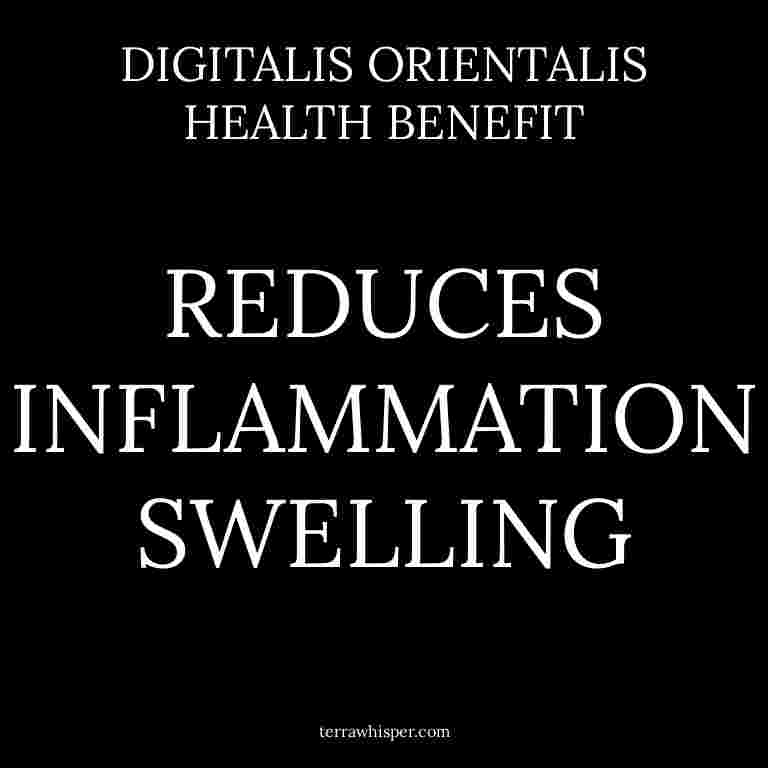 DIGITALIS ORIENTALIS
HEALTH BENEFIT
REDUCES
INFLAMMATION
SWELLING
terrawhisper.com